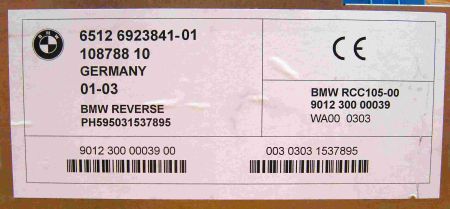 BMW
6512 6923841-01
108788 10
GERMANY
01-03
BMW REVERSE
PH595031537895
CE
BMW RCC105-00
9012 300 00039
WA00 0303
9012 300 00039 00
003 0303 1537895